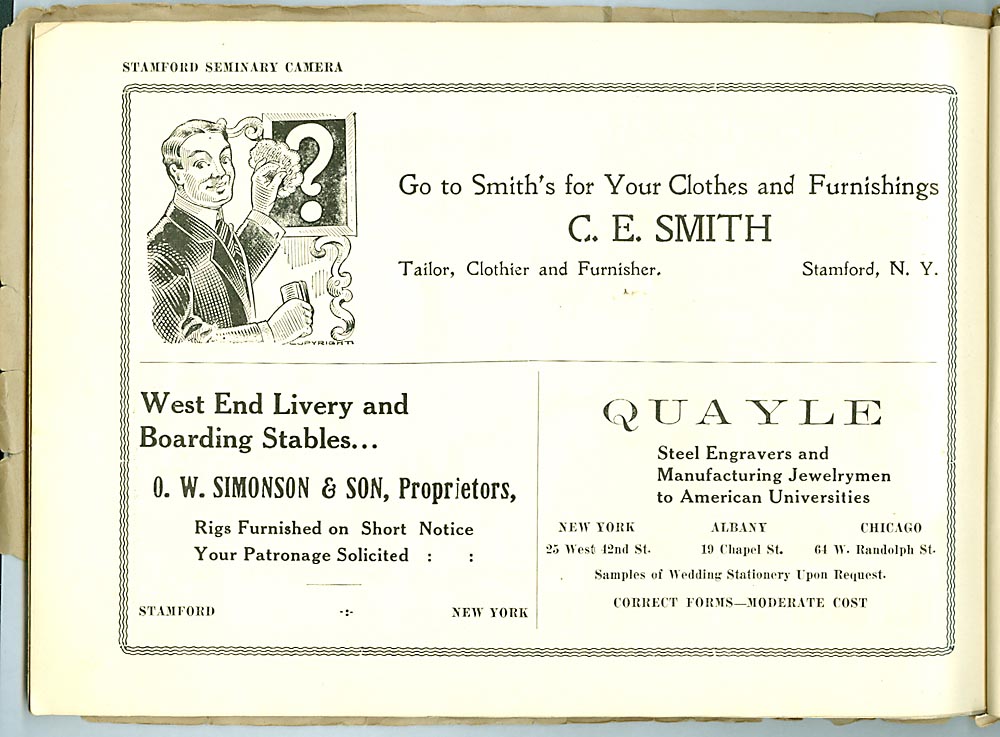 STAMFORD SEMINARY CAMERA
?
COPYRIGHT
Go to Smith's for Your Clothes and Furnishings
C. E. SMITH
Tailor, Clothier and Furnisher. Stamford, N. Y.
West End Livery and
Boarding Stables...
O. W. SIMONSON & SON, Proprietors,
Rigs Furnished on Short Notice
Your Patronage Solicited : :
STAMFORD -:- NEW YORK
QUAYLE
Steel Engravers and
Manufacturing Jewelrymen
to American Universities
NEW YORK ALBANY CHICAGO
25 West 42nd St. 19 Chapel St. 64 W. Randolph St.
Samples of Wedding Stationery Upon Request.
CORRECT FORMS—MODERATE COST